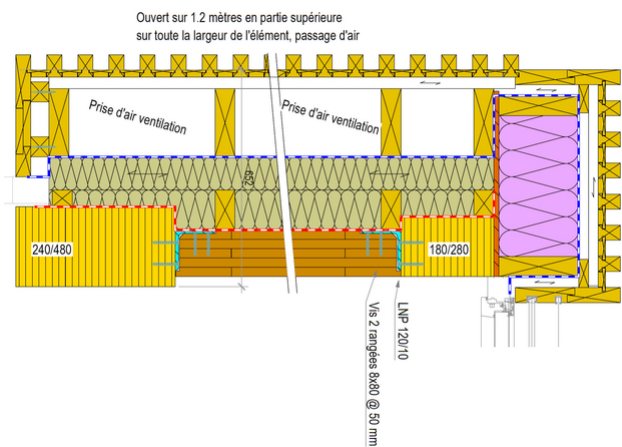 Ouvert sur 1.2 mètres en partie supérieure
sur toute la largeur de l'élément, passage d'air
Prise d'air ventilation
Prise d'air ventilation
652
240/480
180/280
LNP 120/10
Vis 2 rangées 8x80 @ 50 mm